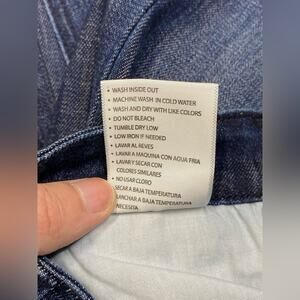 • WASH INSIDE OUT
• MACHINE WASH IN COLD WATER
• WASH AND DRY WITH LIKE COLORS
• DO NOT BLEACH
• TUMBLE DRY LOW
• LOW IRON IF NEEDED
• LAVAR AL REVES
• LAVAR A MAQUINA CON AGUA FRIA
• LAVAR Y SECAR CON
COLORES SIMILARES
• NO USAR CLORO
SECAR A BAJA TEMPERATURA
PLANCHAR A BAJA TEMPERATURA
NECESITA